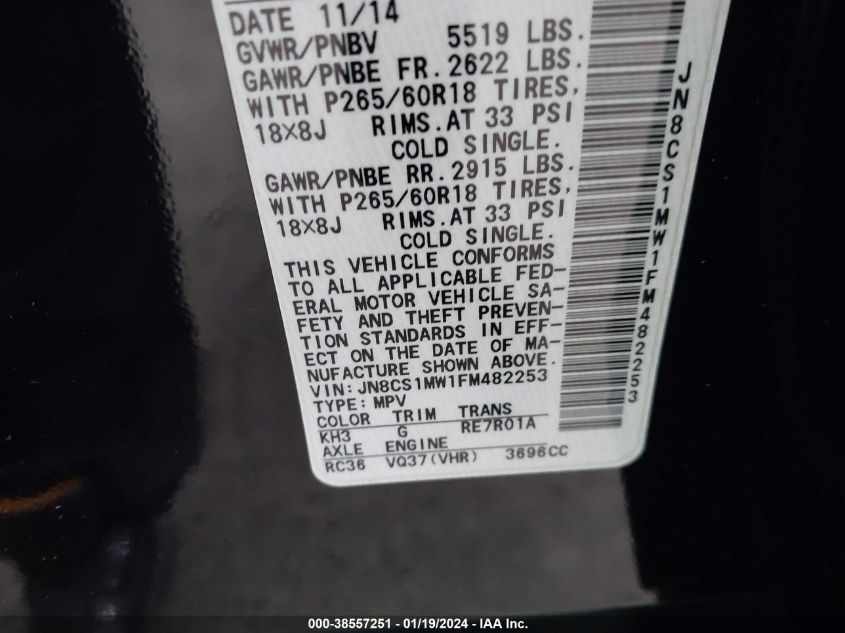 DATE 11/14
GVWR/PNBV 5519 LBS.
GAWR/PNBE FR. 2622 LBS.
WITH P265/60R18 TIRES,
18X8J RIMS. AT 33 PSI
COLD SINGLE.
GAWR/PNBE RR. 2915 LBS.
WITH P265/60R18 TIRES,
18X8J RIMS. AT 33 PSI
COLD SINGLE.
THIS VEHICLE CONFORMS
TO ALL APPLICABLE FED-
ERAL MOTOR VEHICLE SA-
FETY AND THEFT PREVEN-
TION STANDARDS IN EFF-
ECT ON THE DATE OF MA-
NUFACTURE SHOWN ABOVE.
VIN: JN8CS1MW1FM482253
TYPE: MPV
COLOR TRIM TRANS
KH3 G RE7R01A
AXLE ENGINE
RC36 VQ37(VHR) 3696CC
JN8CS1MW1FM482253
000-38557251 - 01/19/2024 - IAA Inc.